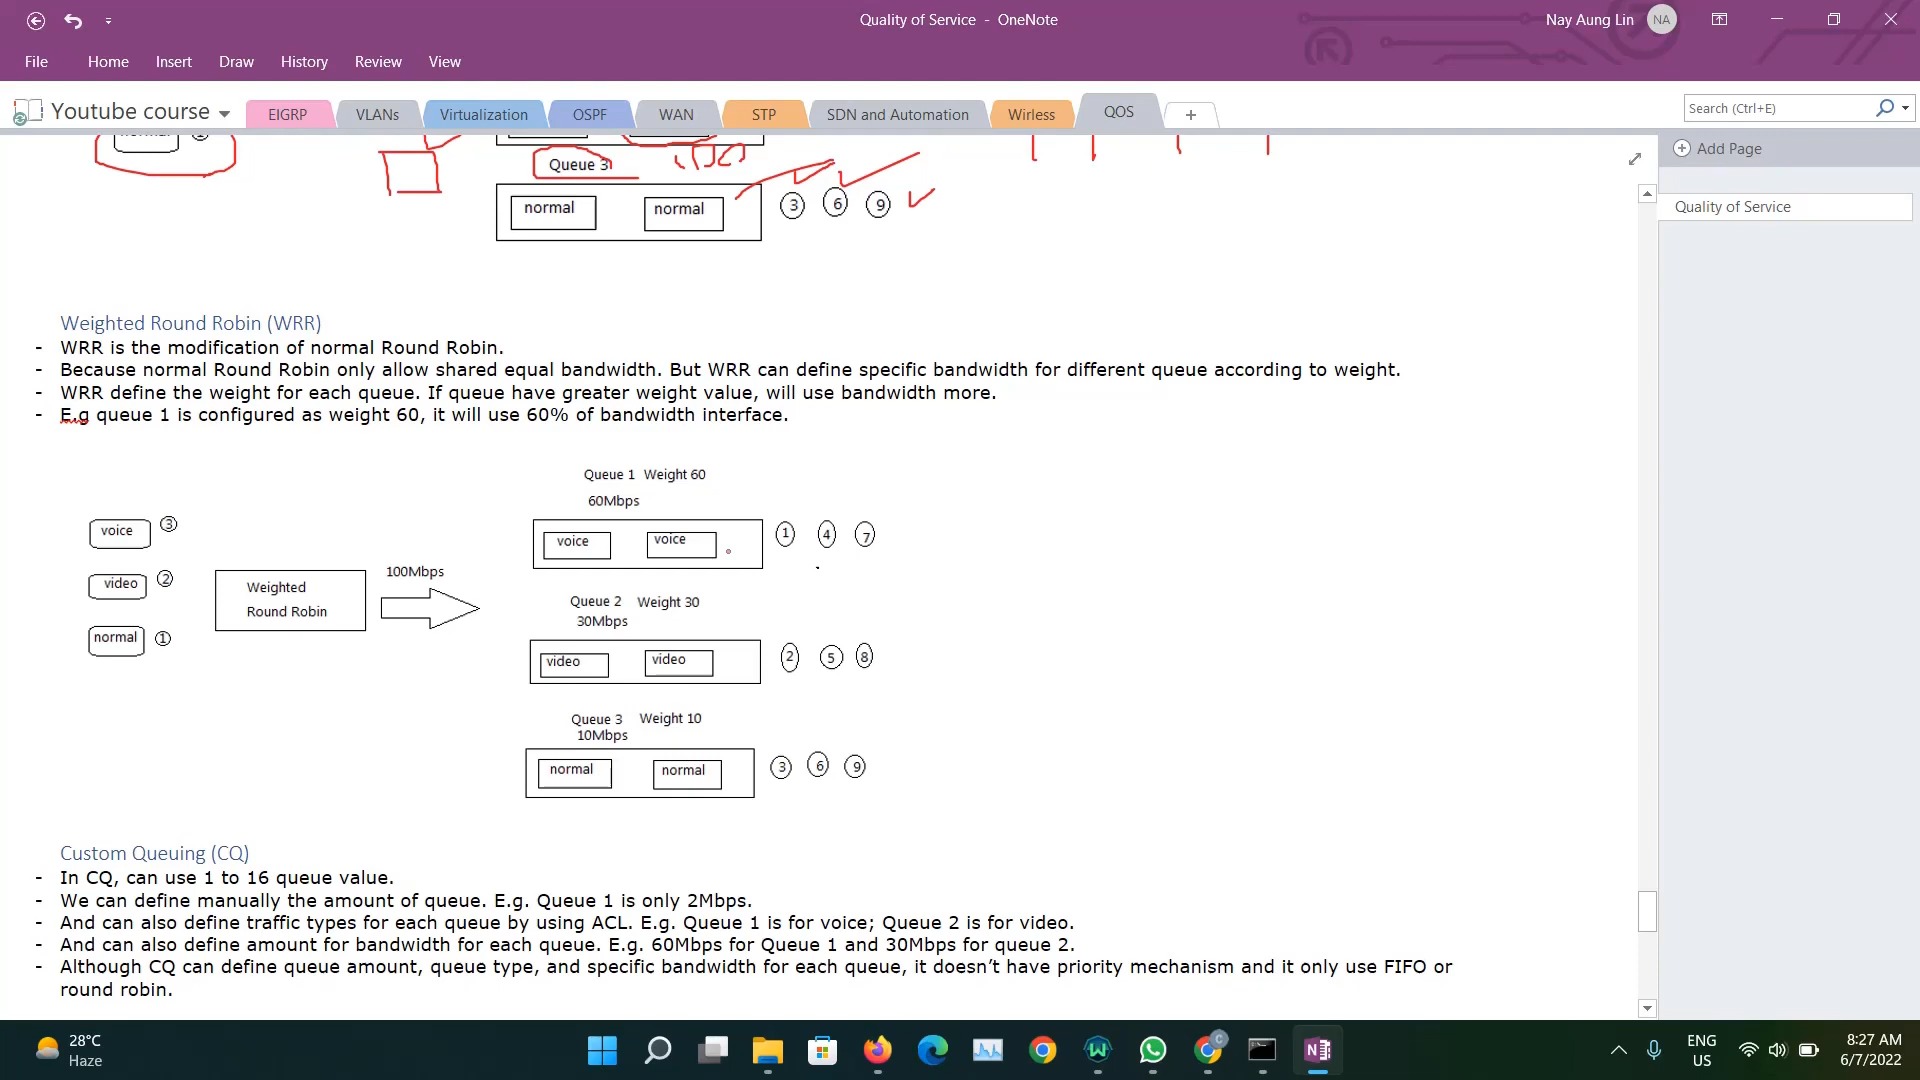 Quality of Service - OneNote
Nay Aung Lin
NA
File
Home
Insert
Draw
History
Review
View
Youtube course
EIGRP
VLANs
Virtualization
OSPF
WAN
STP
SDN and Automation
Wirless
QOS
Search (Ctrl+E)
Add Page
Quality of Service
Queue 3
normal
normal
3 6 9
Weighted Round Robin (WRR)
- WRR is the modification of normal Round Robin.
- Because normal Round Robin only allow shared equal bandwidth. But WRR can define specific bandwidth for different queue according to weight.
- WRR define the weight for each queue. If queue have greater weight value, will use bandwidth more.
- E.g queue 1 is configured as weight 60, it will use 60% of bandwidth interface.
Queue 1 Weight 60
60Mbps
voice 3
voice
voice
1 4 7
video 2
Weighted
Round Robin
100Mbps
normal 1
Queue 2 Weight 30
30Mbps
video
video
2 5 8
Queue 3 Weight 10
10Mbps
normal
normal
3 6 9
Custom Queuing (CQ)
- In CQ, can use 1 to 16 queue value.
- We can define manually the amount of queue. E.g. Queue 1 is only 2Mbps.
- And can also define traffic types for each queue by using ACL. E.g. Queue 1 is for voice; Queue 2 is for video.
- And can also define amount for bandwidth for each queue. E.g. 60Mbps for Queue 1 and 30Mbps for queue 2.
- Although CQ can define queue amount, queue type, and specific bandwidth for each queue, it doesn't have priority mechanism and it only use FIFO or
round robin.
28°C
Haze
ENG
US
8:27 AM
6/7/2022